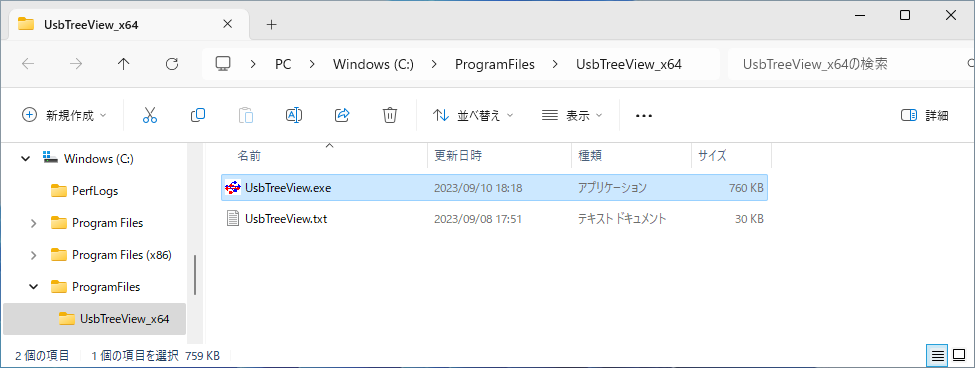 UsbTreeView_x64
PC > Windows (C:) > ProgramFiles > UsbTreeView_x64
UsbTreeView_x64の検索
新規作成 並べ替え 表示 ... 詳細
Windows (C:)
PerfLogs
Program Files
Program Files (x86)
ProgramFiles
UsbTreeView_x64
名前 更新日時 種類 サイズ
UsbTreeView.exe 2023/09/10 18:18 アプリケーション 760 KB
UsbTreeView.txt 2023/09/08 17:51 テキスト ドキュメント 30 KB
2 個の項目 1 個の項目を選択 759 KB